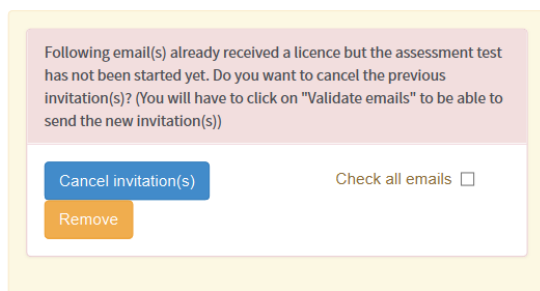 Following email(s) already received a licence but the assessment test
has not been started yet. Do you want to cancel the previous
invitation(s)? (You will have to click on "Validate emails" to be able to
send the new invitation(s))
Cancel invitation(s)
Check all emails
Remove